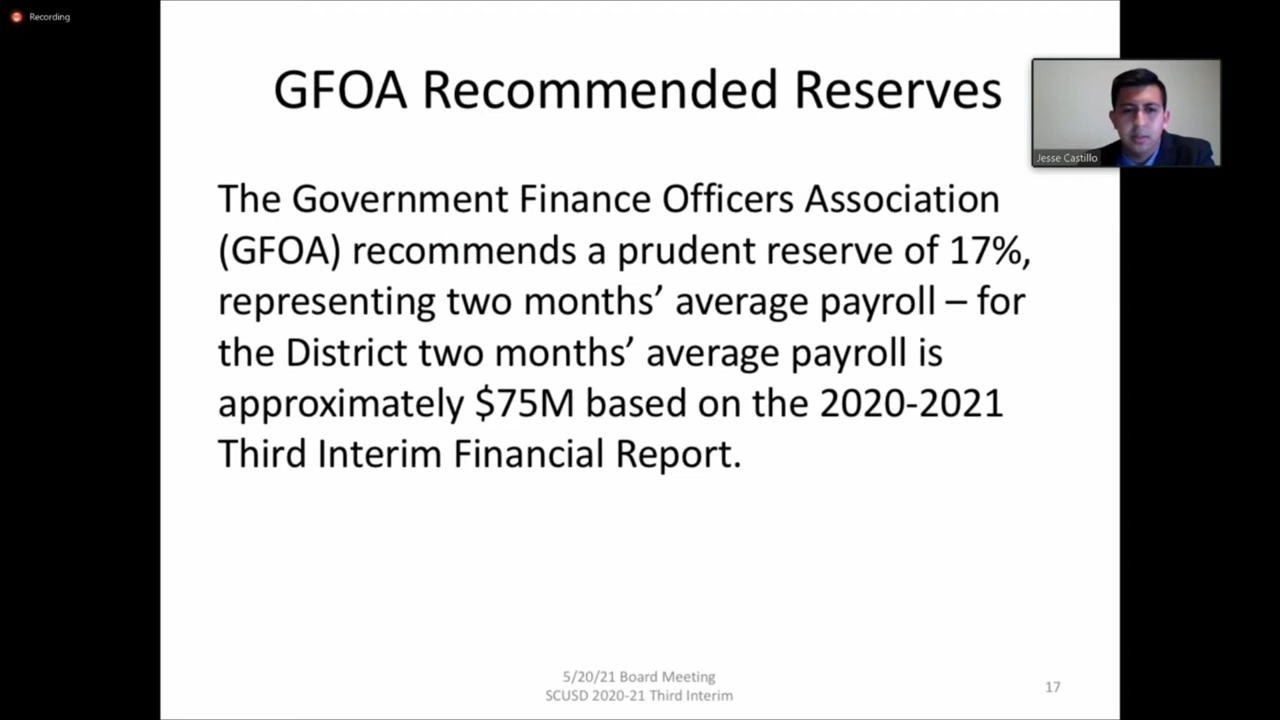 Recording
GFOA Recommended Reserves
Jesse Castillo
The Government Finance Officers Association
(GFOA) recommends a prudent reserve of 17%,
representing two months’ average payroll – for
the District two months’ average payroll is
approximately $75M based on the 2020-2021
Third Interim Financial Report.
5/20/21 Board Meeting
SCUSD 2020-21 Third Interim
17